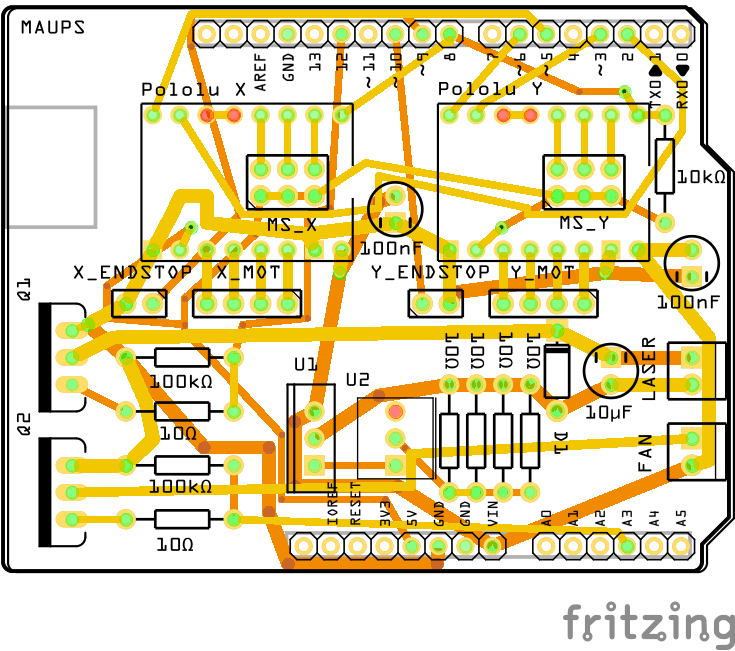 MAUPS
AREF
GND
13
12
~11
~10
~9
8
7
~6
~5
4
~3
2
TX0 1
RX0 0
Pololu X
Pololu Y
10kΩ
MS_X
MS_Y
100nF
X_ENDSTOP
X_MOT
Y_ENDSTOP
Y_MOT
100nF
Q1
U1
U2
10Ω
10Ω
10Ω
10Ω
LASER
100kΩ
10µF
Q2
10Ω
D1
FAN
100kΩ
IOREF
RESET
3V3
5V
GND
GND
VIN
A0
A1
A2
A3
A4
A5
10Ω
fritzing